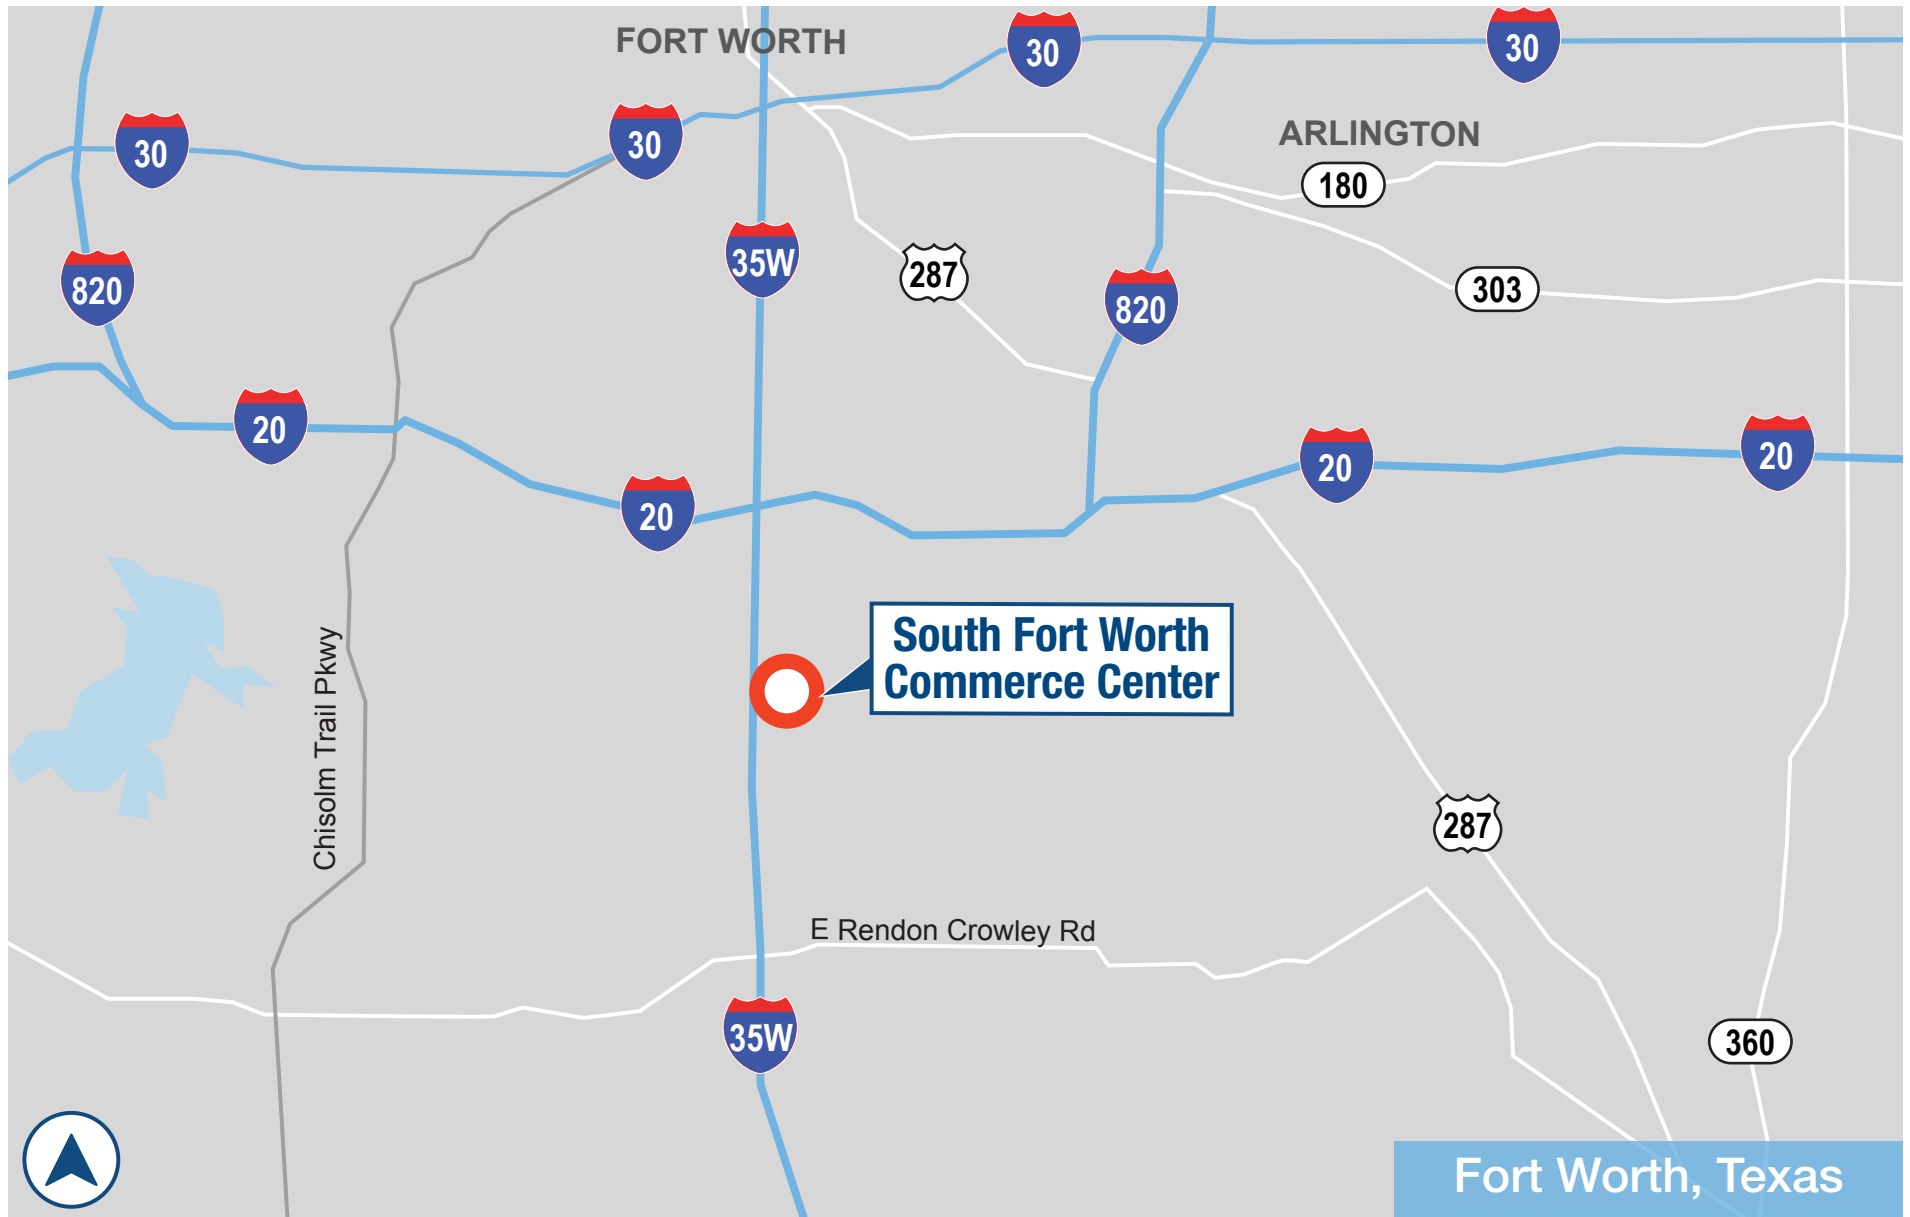 FORT WORTH
30
30
30
30
ARLINGTON
180
35W
287
820
303
820
20
20
20
20
South Fort Worth
Commerce Center
Chisolm Trail Pkwy
287
E Rendon Crowley Rd
35W
360
Fort Worth, Texas